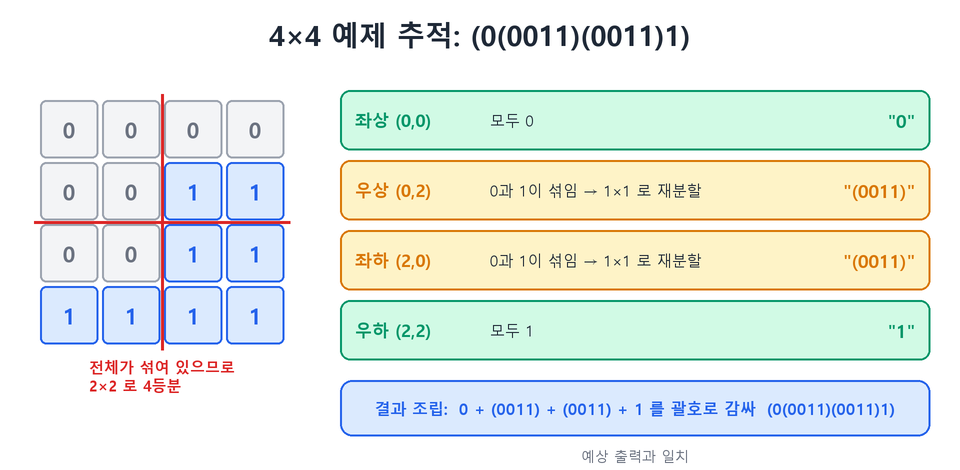 4×4 예제 추적: (0(0011)(0011)1)
0 0 0 0
0 0 1 1
0 0 1 1
1 1 1 1
전체가 섞여 있으므로
2×2 로 4등분
좌상 (0,0) 모두 0 "0"
우상 (0,2) 0과 1이 섞임 → 1×1 로 재분할 "(0011)"
좌하 (2,0) 0과 1이 섞임 → 1×1 로 재분할 "(0011)"
우하 (2,2) 모두 1 "1"
결과 조립: 0 + (0011) + (0011) + 1 를 괄호로 감싸 (0(0011)(0011)1)
예상 출력과 일치